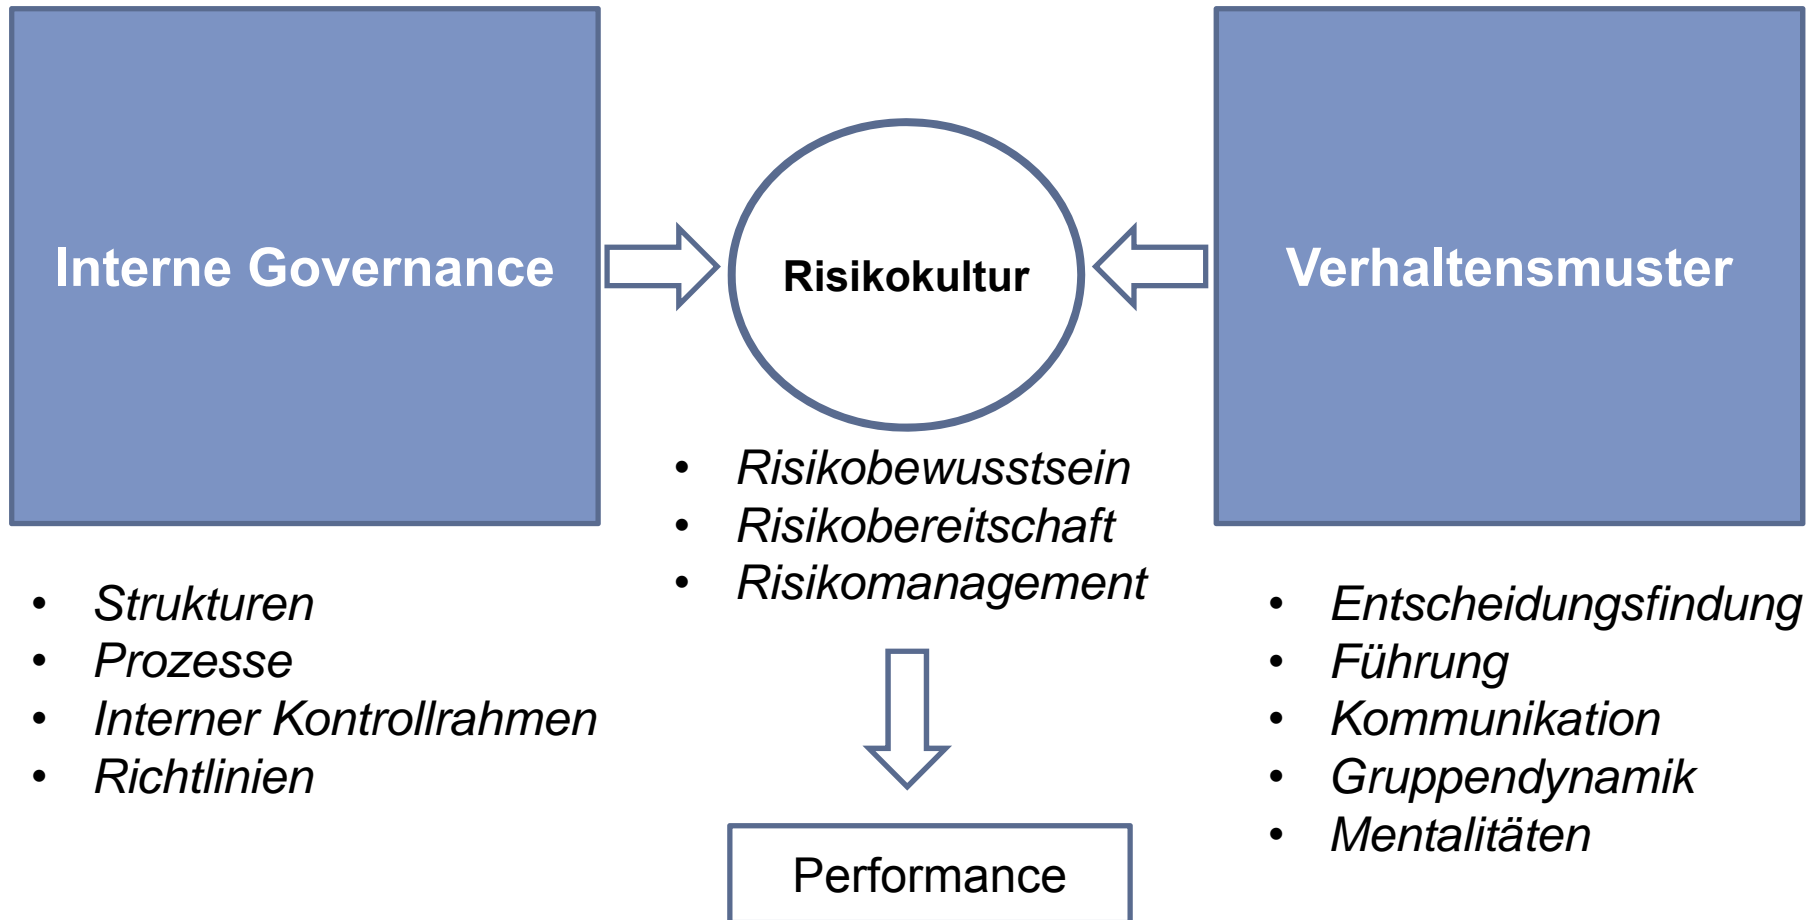 Interne Governance
Risikokultur
Verhaltensmuster
• Strukturen
• Prozesse
• Interner Kontrollrahmen
• Richtlinien
• Risikobewusstsein
• Risikobereitschaft
• Risikomanagement
• Entscheidungsfindung
• Führung
• Kommunikation
• Gruppendynamik
• Mentalitäten
Performance